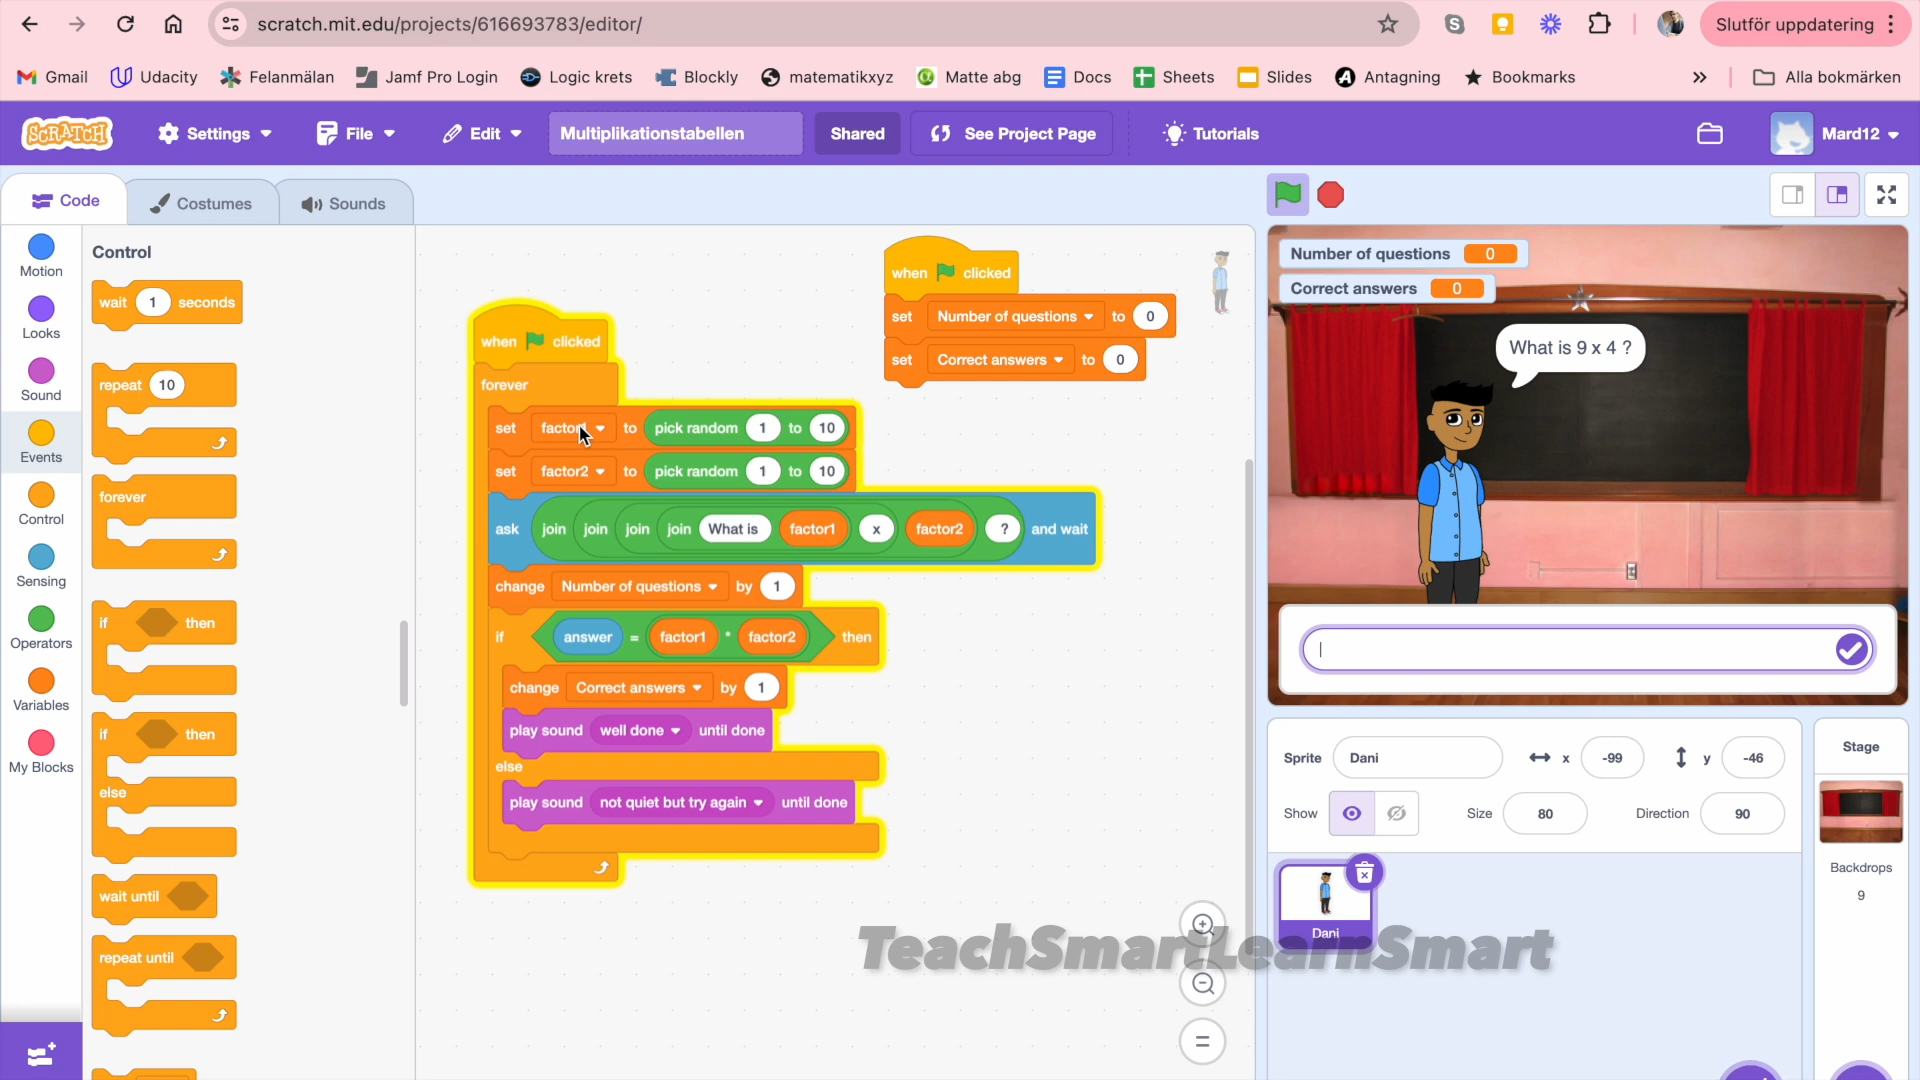 scratch.mit.edu/projects/616693783/editor/
Slutför uppdatering
Gmail
Udacity
Felanmälan
Jamf Pro Login
Logic krets
Blockly
matematikxyz
Matte abg
Docs
Sheets
Slides
Antagning
Bookmarks
Alla bokmärken
SCRATCH
Settings
File
Edit
Multiplikationstabellen
Shared
See Project Page
Tutorials
Mard12
Code
Costumes
Sounds
Motion
Looks
Sound
Events
Control
Sensing
Operators
Variables
My Blocks
Control
wait 1 seconds
repeat 10
forever
if then
if then
else
wait until
repeat until
when clicked
forever
set factor1 to pick random 1 to 10
set factor2 to pick random 1 to 10
ask join join join join What is factor1 x factor2 ? and wait
change Number of questions by 1
if answer = factor1 * factor2 then
change Correct answers by 1
play sound well done until done
else
play sound not quiet but try again until done
when clicked
set Number of questions to 0
set Correct answers to 0
Number of questions 0
Correct answers 0
What is 9 x 4 ?
Sprite Dani x -99 y -46
Show Size 80 Direction 90
Dani
Stage
Backdrops
9
TeachSmartLearnSmart